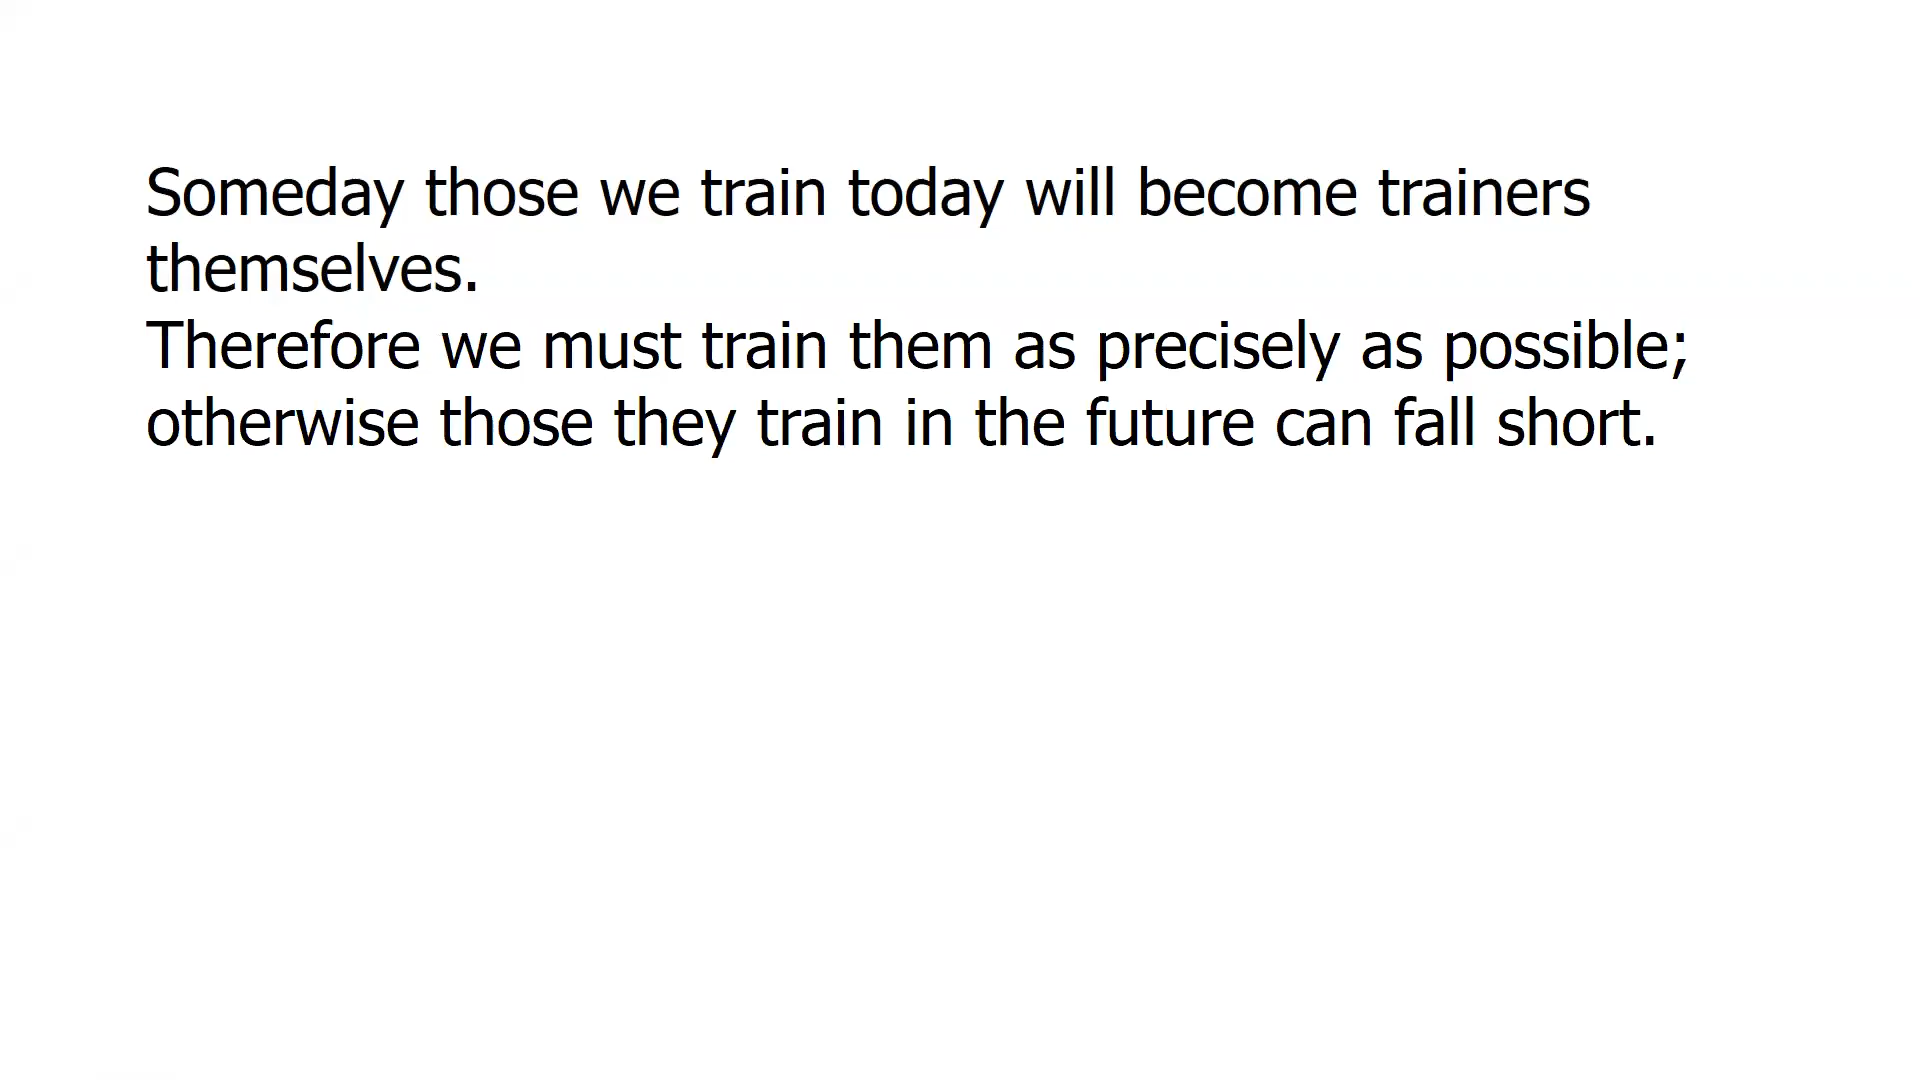 Someday those we train today will become trainers
themselves.
Therefore we must train them as precisely as possible;
otherwise those they train in the future can fall short.